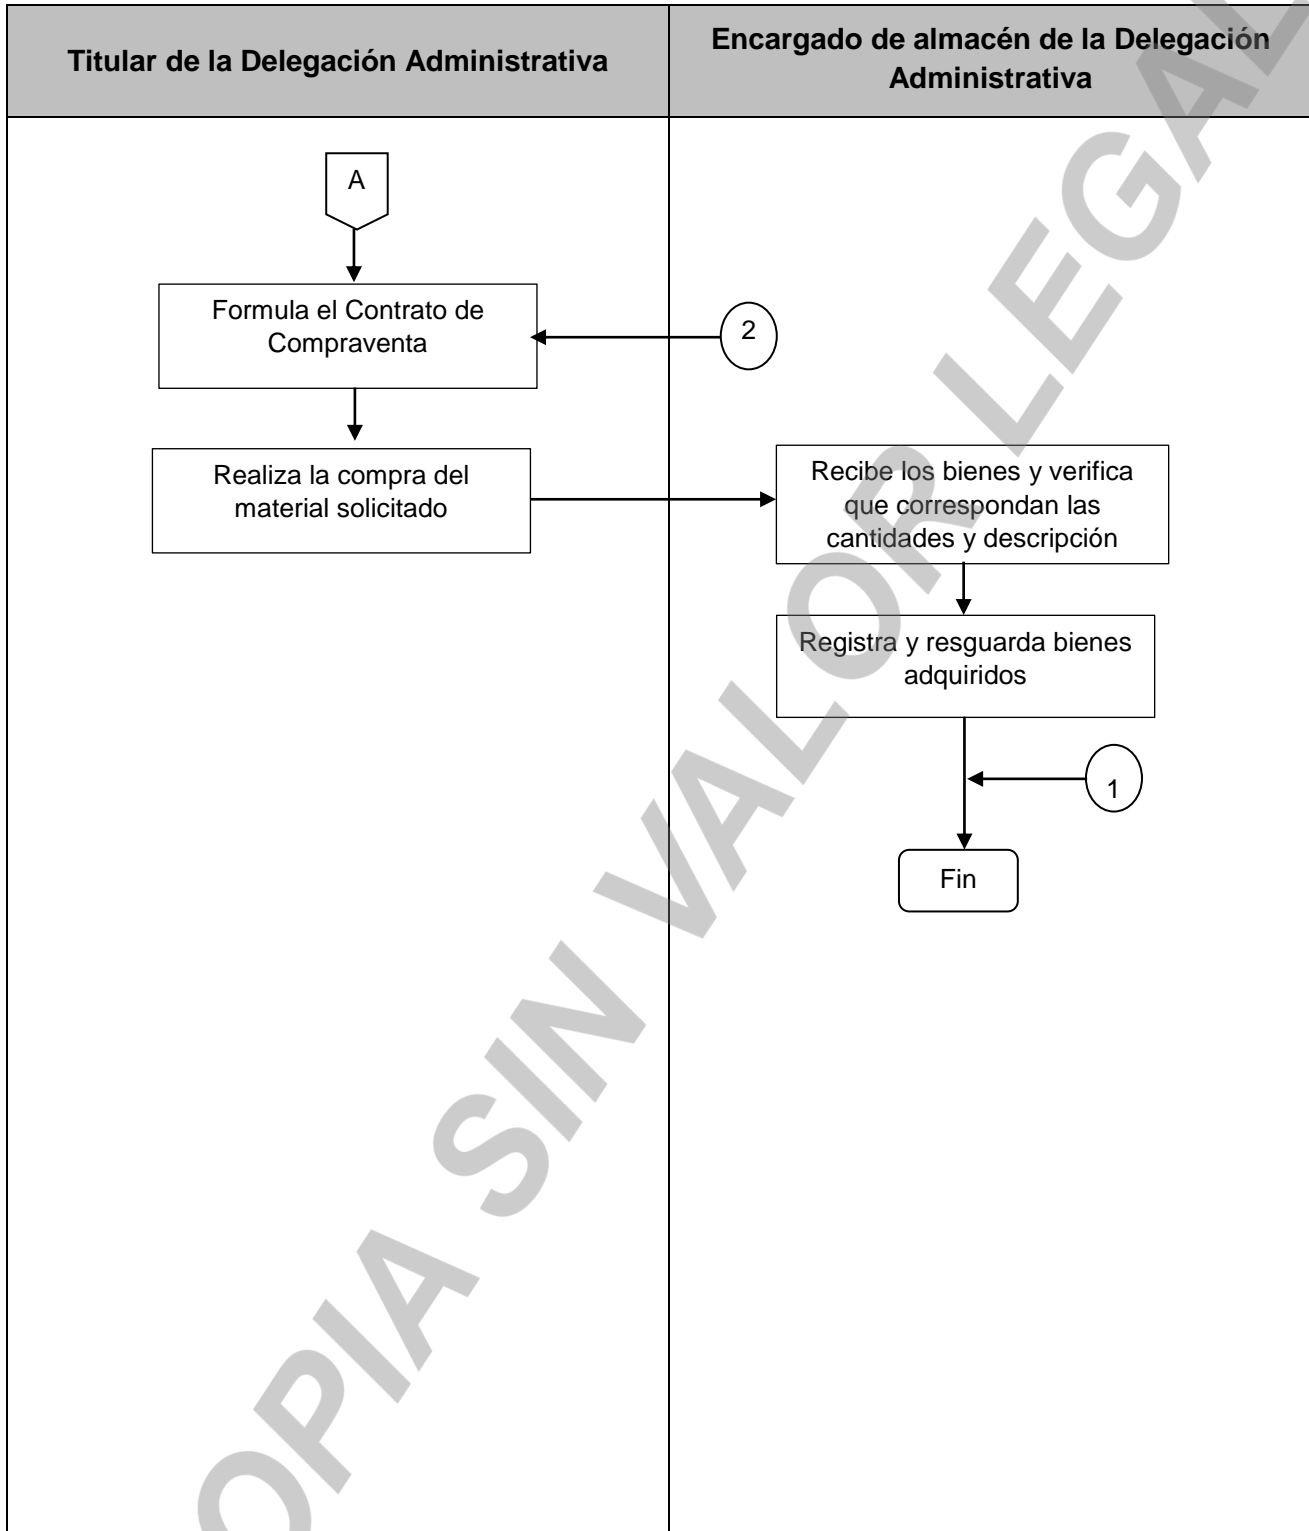 Titular de la Delegación Administrativa
Encargado de almacén de la Delegación
Administrativa
A
Formula el Contrato de
Compraventa
2
Realiza la compra del
material solicitado
Recibe los bienes y verifica
que correspondan las
cantidades y descripción
Registra y resguarda bienes
adquiridos
1
Fin
OPIA SIN VALOR LEGAL